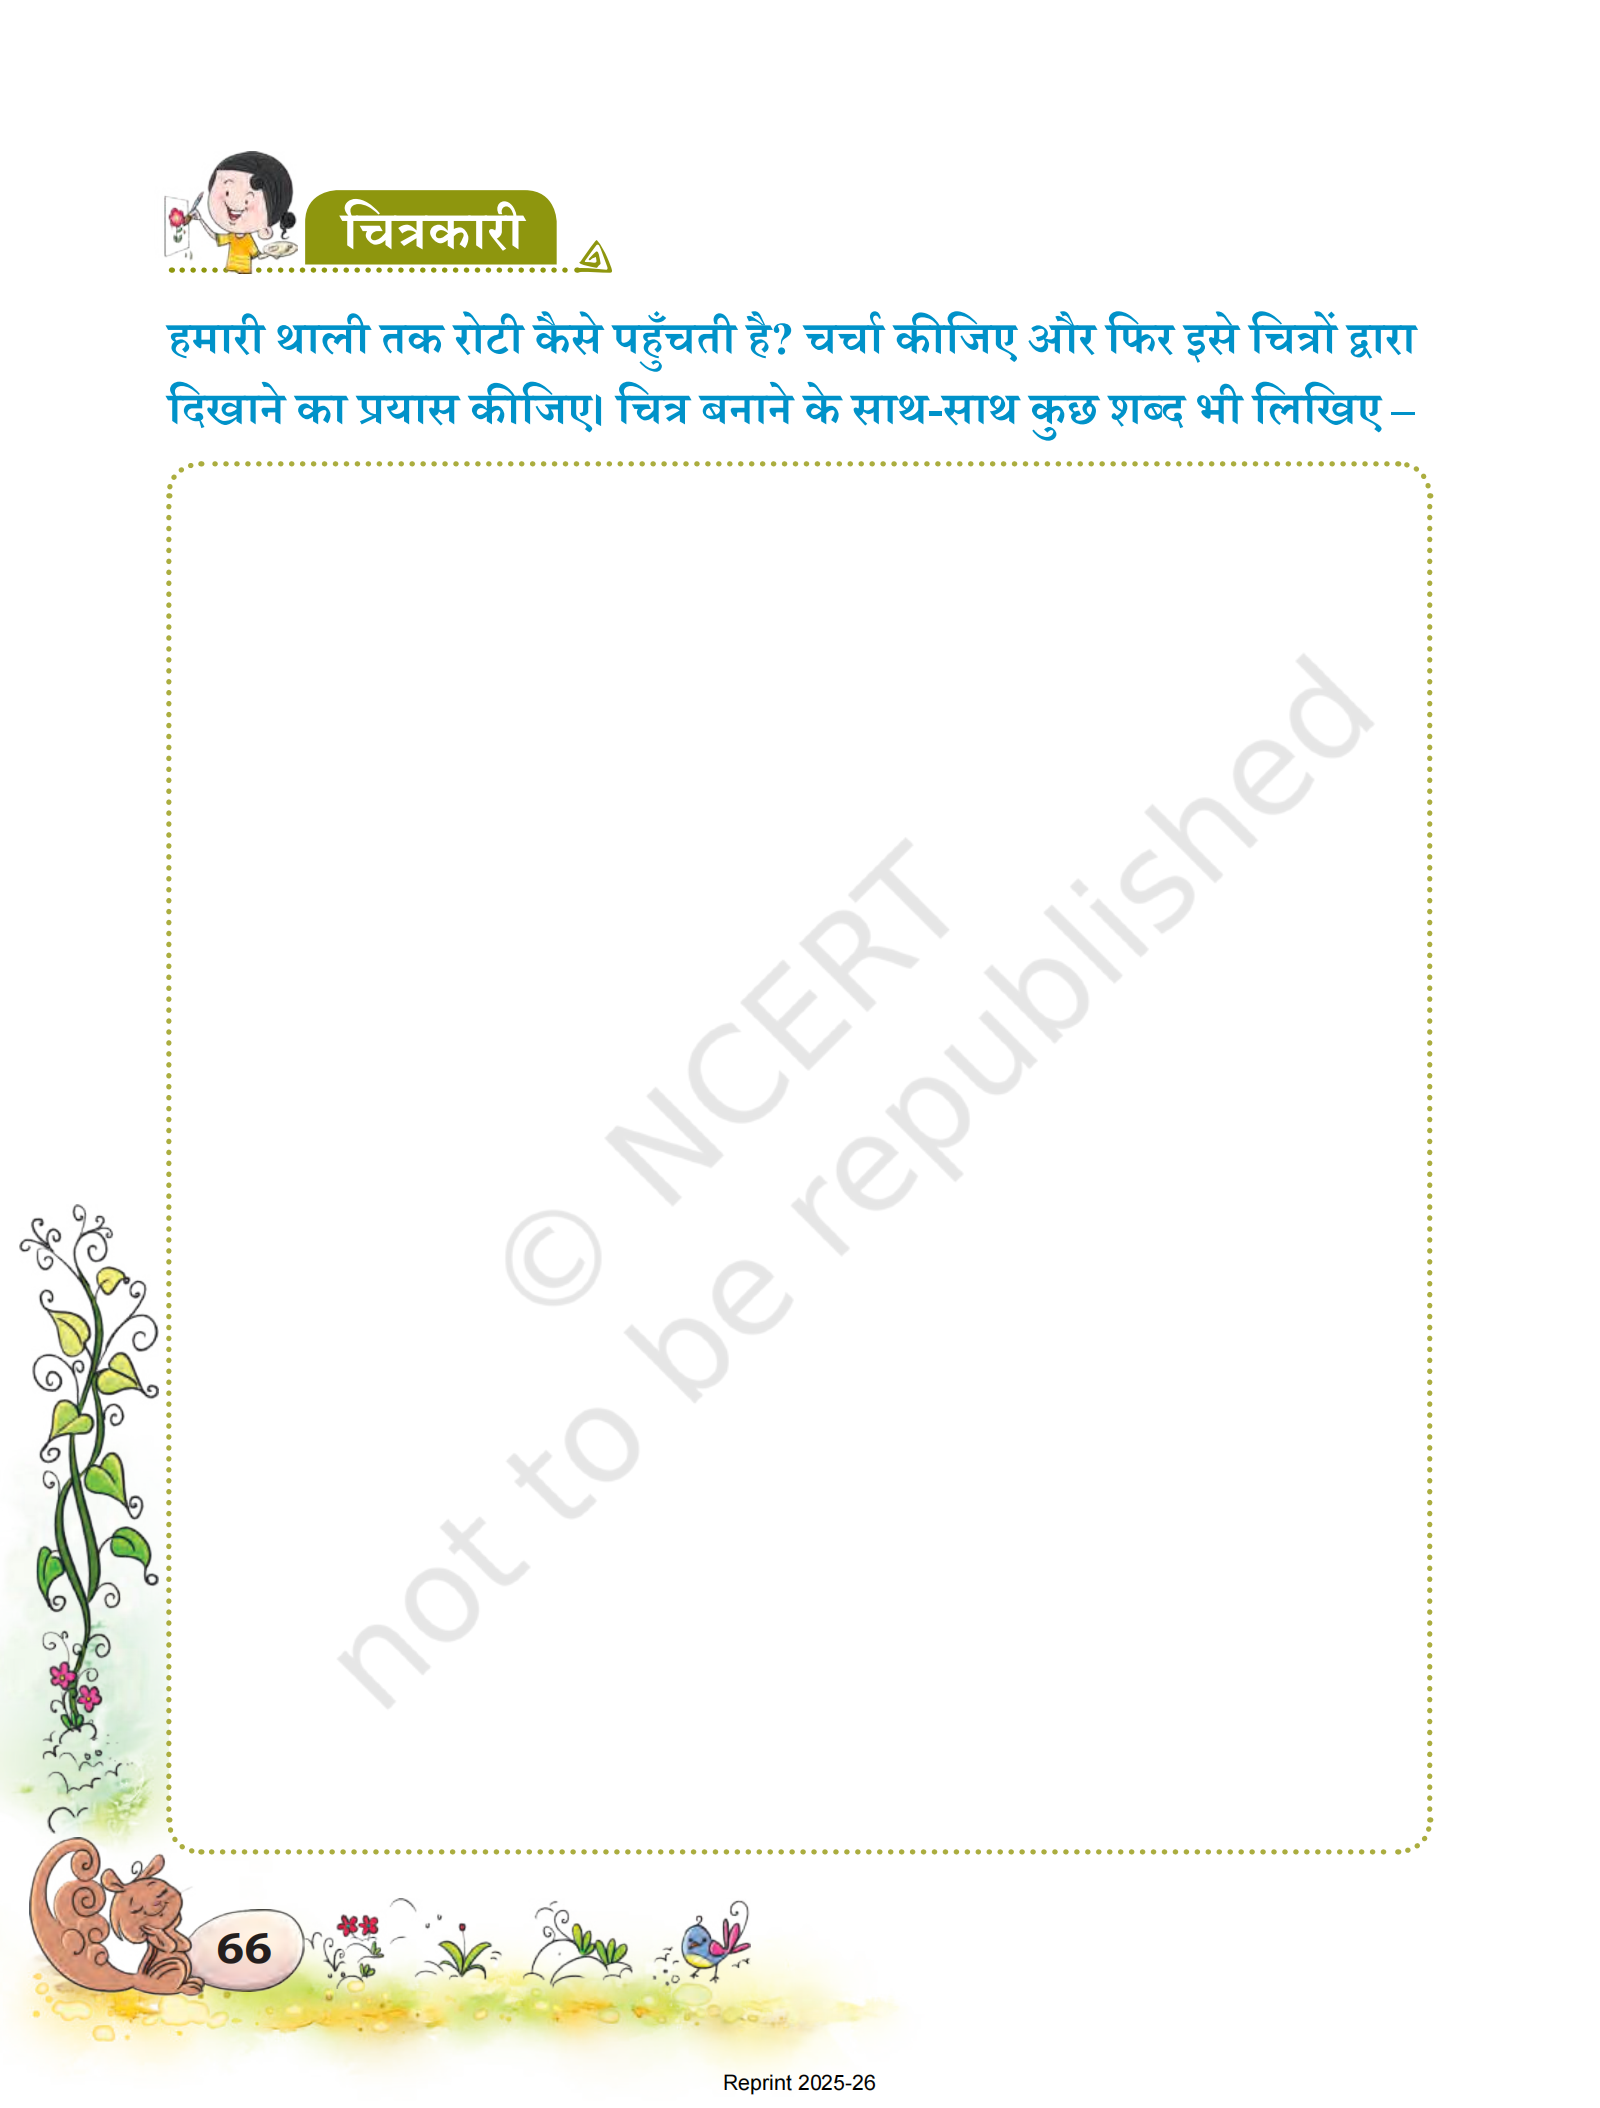 चित्रकारी
हमारी थाली तक रोटी कैसे पहुँचती है? चर्चा कीजिए और फिर इसे चित्रों द्वारा
दिखाने का प्रयास कीजिए। चित्र बनाने के साथ-साथ कुछ शब्द भी लिखिए –
© NCERT
not to be republished
66
Reprint 2025-26